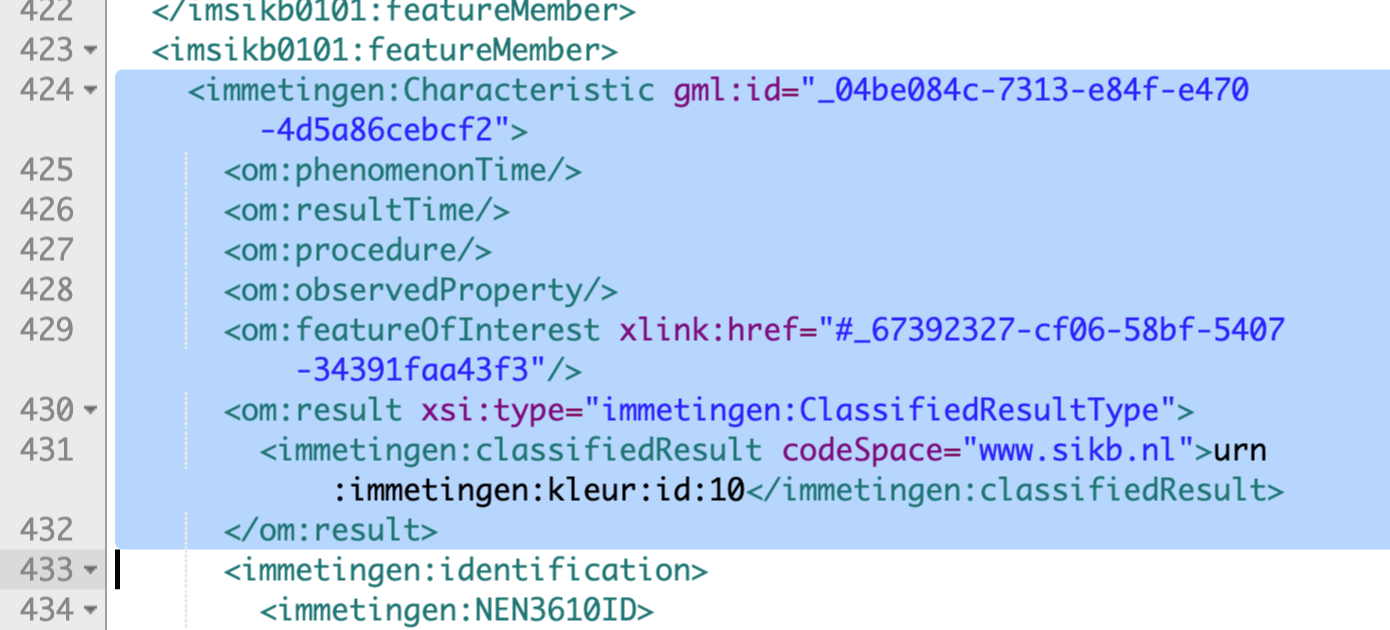 422 </imsikb0101:featureMember>
423 <imsikb0101:featureMember>
424 <immetingen:Characteristic gml:id="_04be084c-7313-e84f-e470
-4d5a86cebcf2">
425 <om:phenomenonTime/>
426 <om:resultTime/>
427 <om:procedure/>
428 <om:observedProperty/>
429 <om:featureOfInterest xlink:href="#_67392327-cf06-58bf-5407
-34391faa43f3"/>
430 <om:result xsi:type="immetingen:ClassifiedResultType">
431 <immetingen:classifiedResult codeSpace="www.sikb.nl">urn
:immetingen:kleur:id:10</immetingen:classifiedResult>
432 </om:result>
433 <immetingen:identification>
434 <immetingen:NEN3610ID>